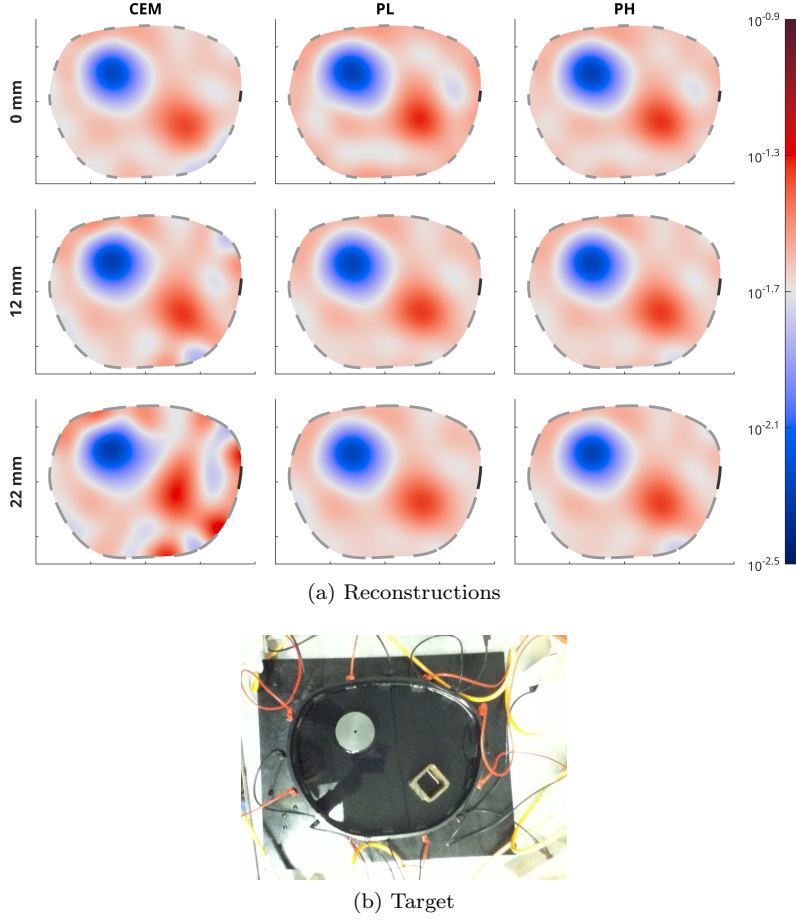 CEM PL PH
0 mm
12 mm
22 mm
10^-0.9
10^-1.3
10^-1.7
10^-2.1
10^-2.5
(a) Reconstructions
(b) Target